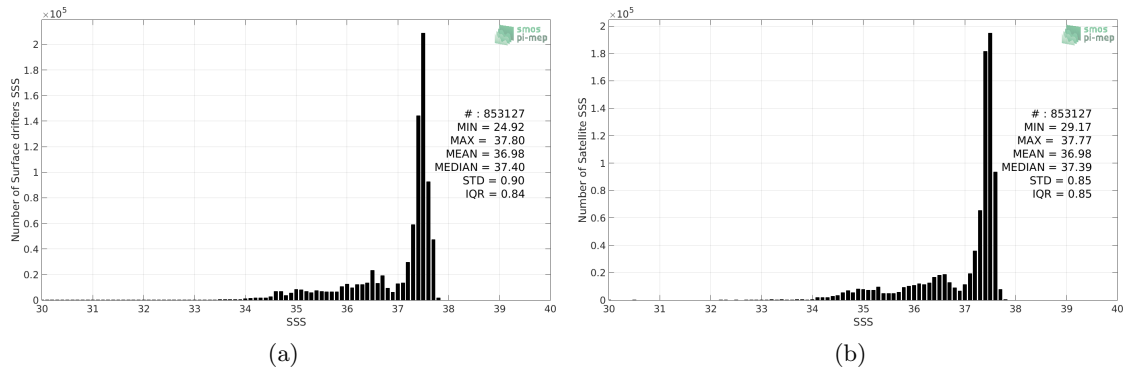 ×10⁵
smos
pi-mep
2
1.8
1.6
1.4
1.2
1
0.8
0.6
0.4
0.2
0
Number of Surface drifters SSS
# : 853127
MIN = 24.92
MAX = 37.80
MEAN = 36.98
MEDIAN = 37.40
STD = 0.90
IQR = 0.84
30 31 32 33 34 35 36 37 38 39 40
SSS
(a)
×10⁵
smos
pi-mep
2
1.8
1.6
1.4
1.2
1
0.8
0.6
0.4
0.2
0
Number of Satellite SSS
# : 853127
MIN = 29.17
MAX = 37.77
MEAN = 36.98
MEDIAN = 37.39
STD = 0.85
IQR = 0.85
30 31 32 33 34 35 36 37 38 39 40
SSS
(b)